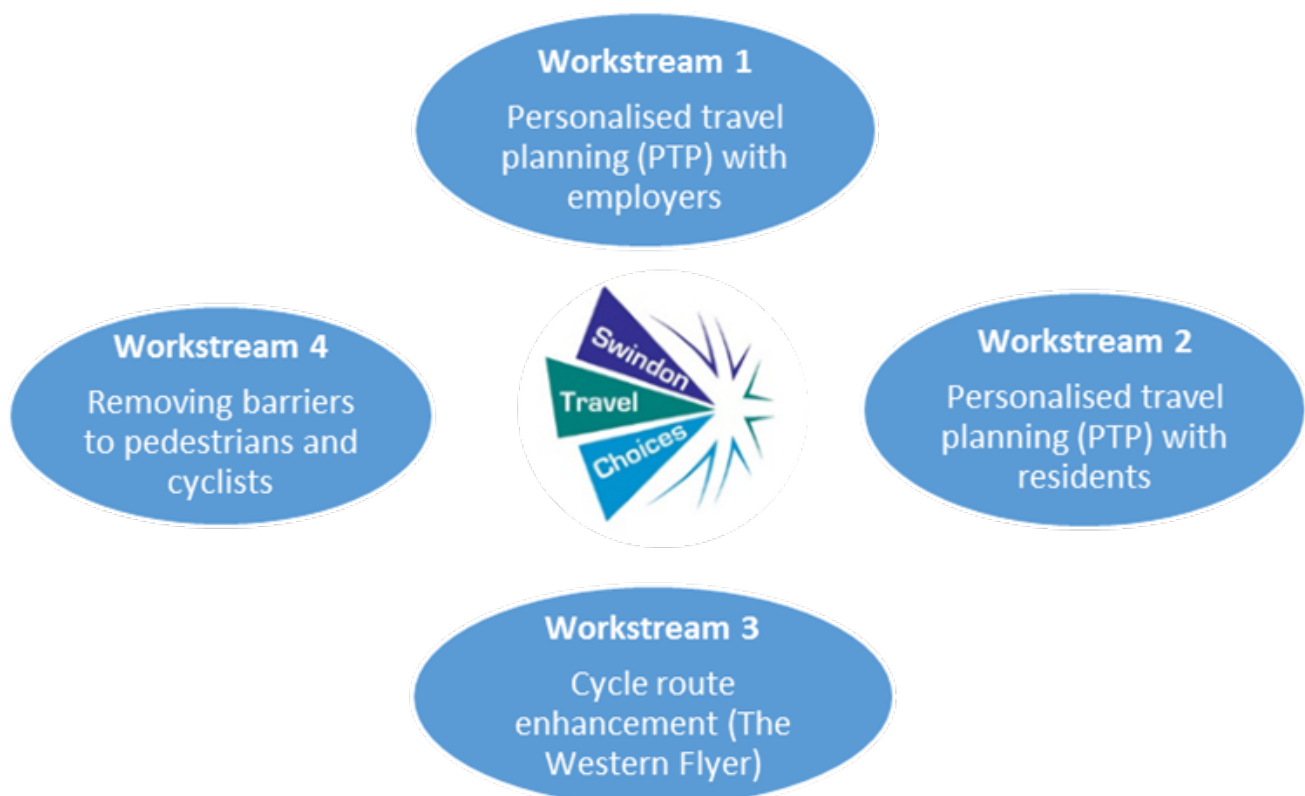 Workstream 1
Personalised travel
planning (PTP) with
employers
Workstream 4
Removing barriers
to pedestrians and
cyclists
Swindon
Travel
Choices
Workstream 2
Personalised travel
planning (PTP) with
residents
Workstream 3
Cycle route
enhancement (The
Western Flyer)